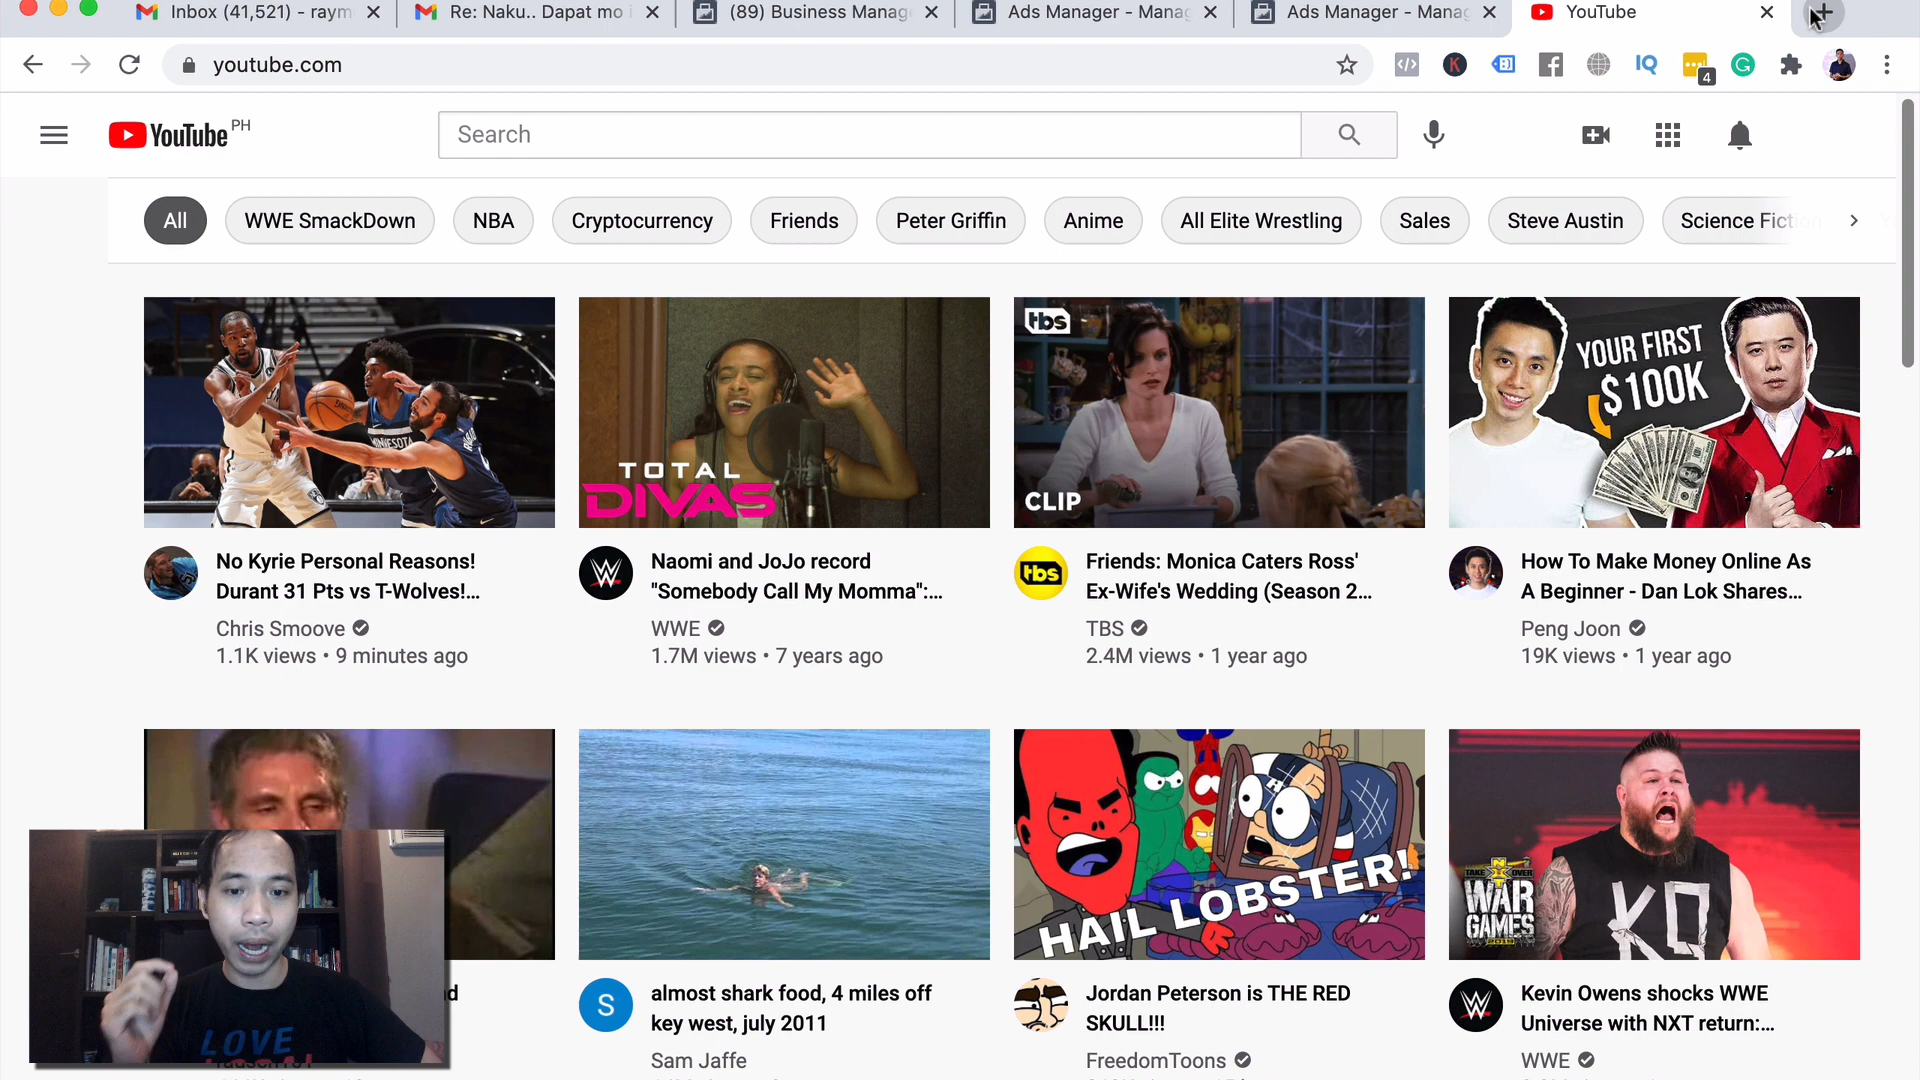 Inbox (41,521) - raym
Re: Naku.. Dapat mo i
(89) Business Manag
Ads Manager - Manag
Ads Manager - Manag
YouTube
youtube.com
4
YouTube PH
Search
All
WWE SmackDown
NBA
Cryptocurrency
Friends
Peter Griffin
Anime
All Elite Wrestling
Sales
Steve Austin
Science Ficti
MINNESOTA
TOTAL
DIVAS
tbs
CLIP
YOUR FIRST
$100K
No Kyrie Personal Reasons!
Durant 31 Pts vs T-Wolves!...
Chris Smoove
1.1K views • 9 minutes ago
Naomi and JoJo record
"Somebody Call My Momma":...
WWE
1.7M views • 7 years ago
tbs
Friends: Monica Caters Ross'
Ex-Wife's Wedding (Season 2...
TBS
2.4M views • 1 year ago
How To Make Money Online As
A Beginner - Dan Lok Shares...
Peng Joon
19K views • 1 year ago
HAIL LOBSTER!
NXT
TAKEOVER
WAR
GAMES
2019
KO
LOVE
S
almost shark food, 4 miles off
key west, july 2011
Sam Jaffe
Jordan Peterson is THE RED
SKULL!!!
FreedomToons
Kevin Owens shocks WWE
Universe with NXT return:...
WWE